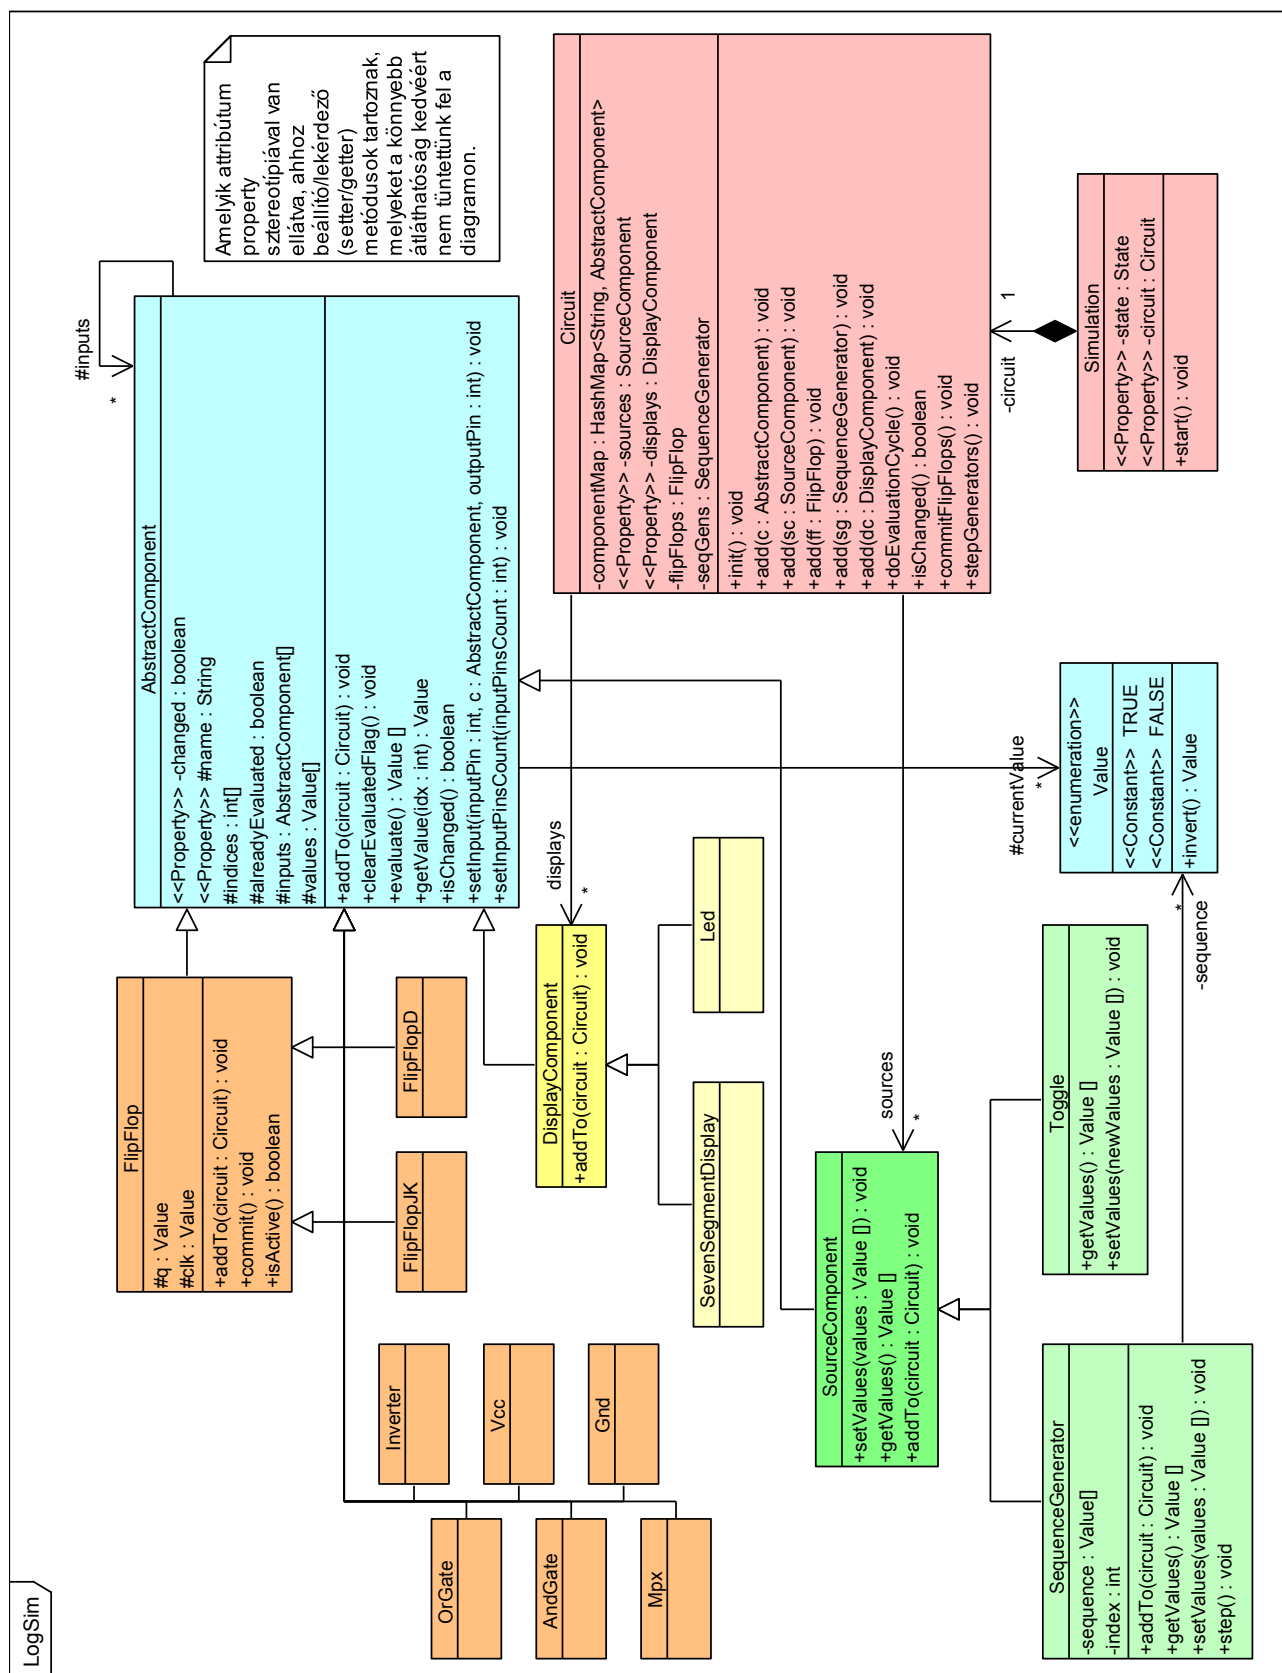 LogSim
Amelyik attribútum
property
sztereotípiával van
ellátva, ahhoz
beállító/lekérdező
(setter/getter)
metódusok tartoznak,
melyeket a könnyebb
átláthatóság kedvéért
nem tüntettünk fel a
diagramon.
FlipFlop
#q : Value
#clk : Value
+addTo(circuit : Circuit) : void
+commit() : void
+isActive() : boolean
AbstractComponent
<<Property>> -changed : boolean
<<Property>> #name : String
#indices : int[]
#alreadyEvaluated : boolean
#inputs : AbstractComponent[]
#values : Value[]
+addTo(circuit : Circuit) : void
+clearEvaluatedFlag() : void
+evaluate() : Value []
+getValue(idx : int) : Value
+isChanged() : boolean
+setInput(inputPin : int, c : AbstractComponent, outputPin : int) : void
+setInputPinsCount(inputPinsCount : int) : void
#inputs
*
Inverter
Vcc
Gnd
OrGate
AndGate
Mpx
FlipFlopJK
FlipFlopD
DisplayComponent
+addTo(circuit : Circuit) : void
displays
*
SevenSegmentDisplay
Led
Circuit
-componentMap : HashMap<String, AbstractComponent>
<<Property>> -sources : SourceComponent
<<Property>> -displays : DisplayComponent
-flipFlops : FlipFlop
-seqGens : SequenceGenerator
+init() : void
+add(c : AbstractComponent) : void
+add(sc : SourceComponent) : void
+add(ff : FlipFlop) : void
+add(sg : SequenceGenerator) : void
+add(dc : DisplayComponent) : void
+doEvaluationCycle() : void
+isChanged() : boolean
+commitFlipFlops() : void
+stepGenerators() : void
SourceComponent
+setValues(values : Value []) : void
+getValues() : Value []
+addTo(circuit : Circuit) : void
sources
*
#currentValue
*
-circuit
1
SequenceGenerator
-sequence : Value[]
-index : int
+addTo(circuit : Circuit) : void
+getValues() : Value []
+setValues(values : Value []) : void
+step() : void
Toggle
+getValues() : Value []
+setValues(newValues : Value []) : void
*
-sequence
<<enumeration>>
Value
<<Constant>> TRUE
<<Constant>> FALSE
+invert() : Value
Simulation
<<Property>> -state : State
<<Property>> -circuit : Circuit
+start() : void